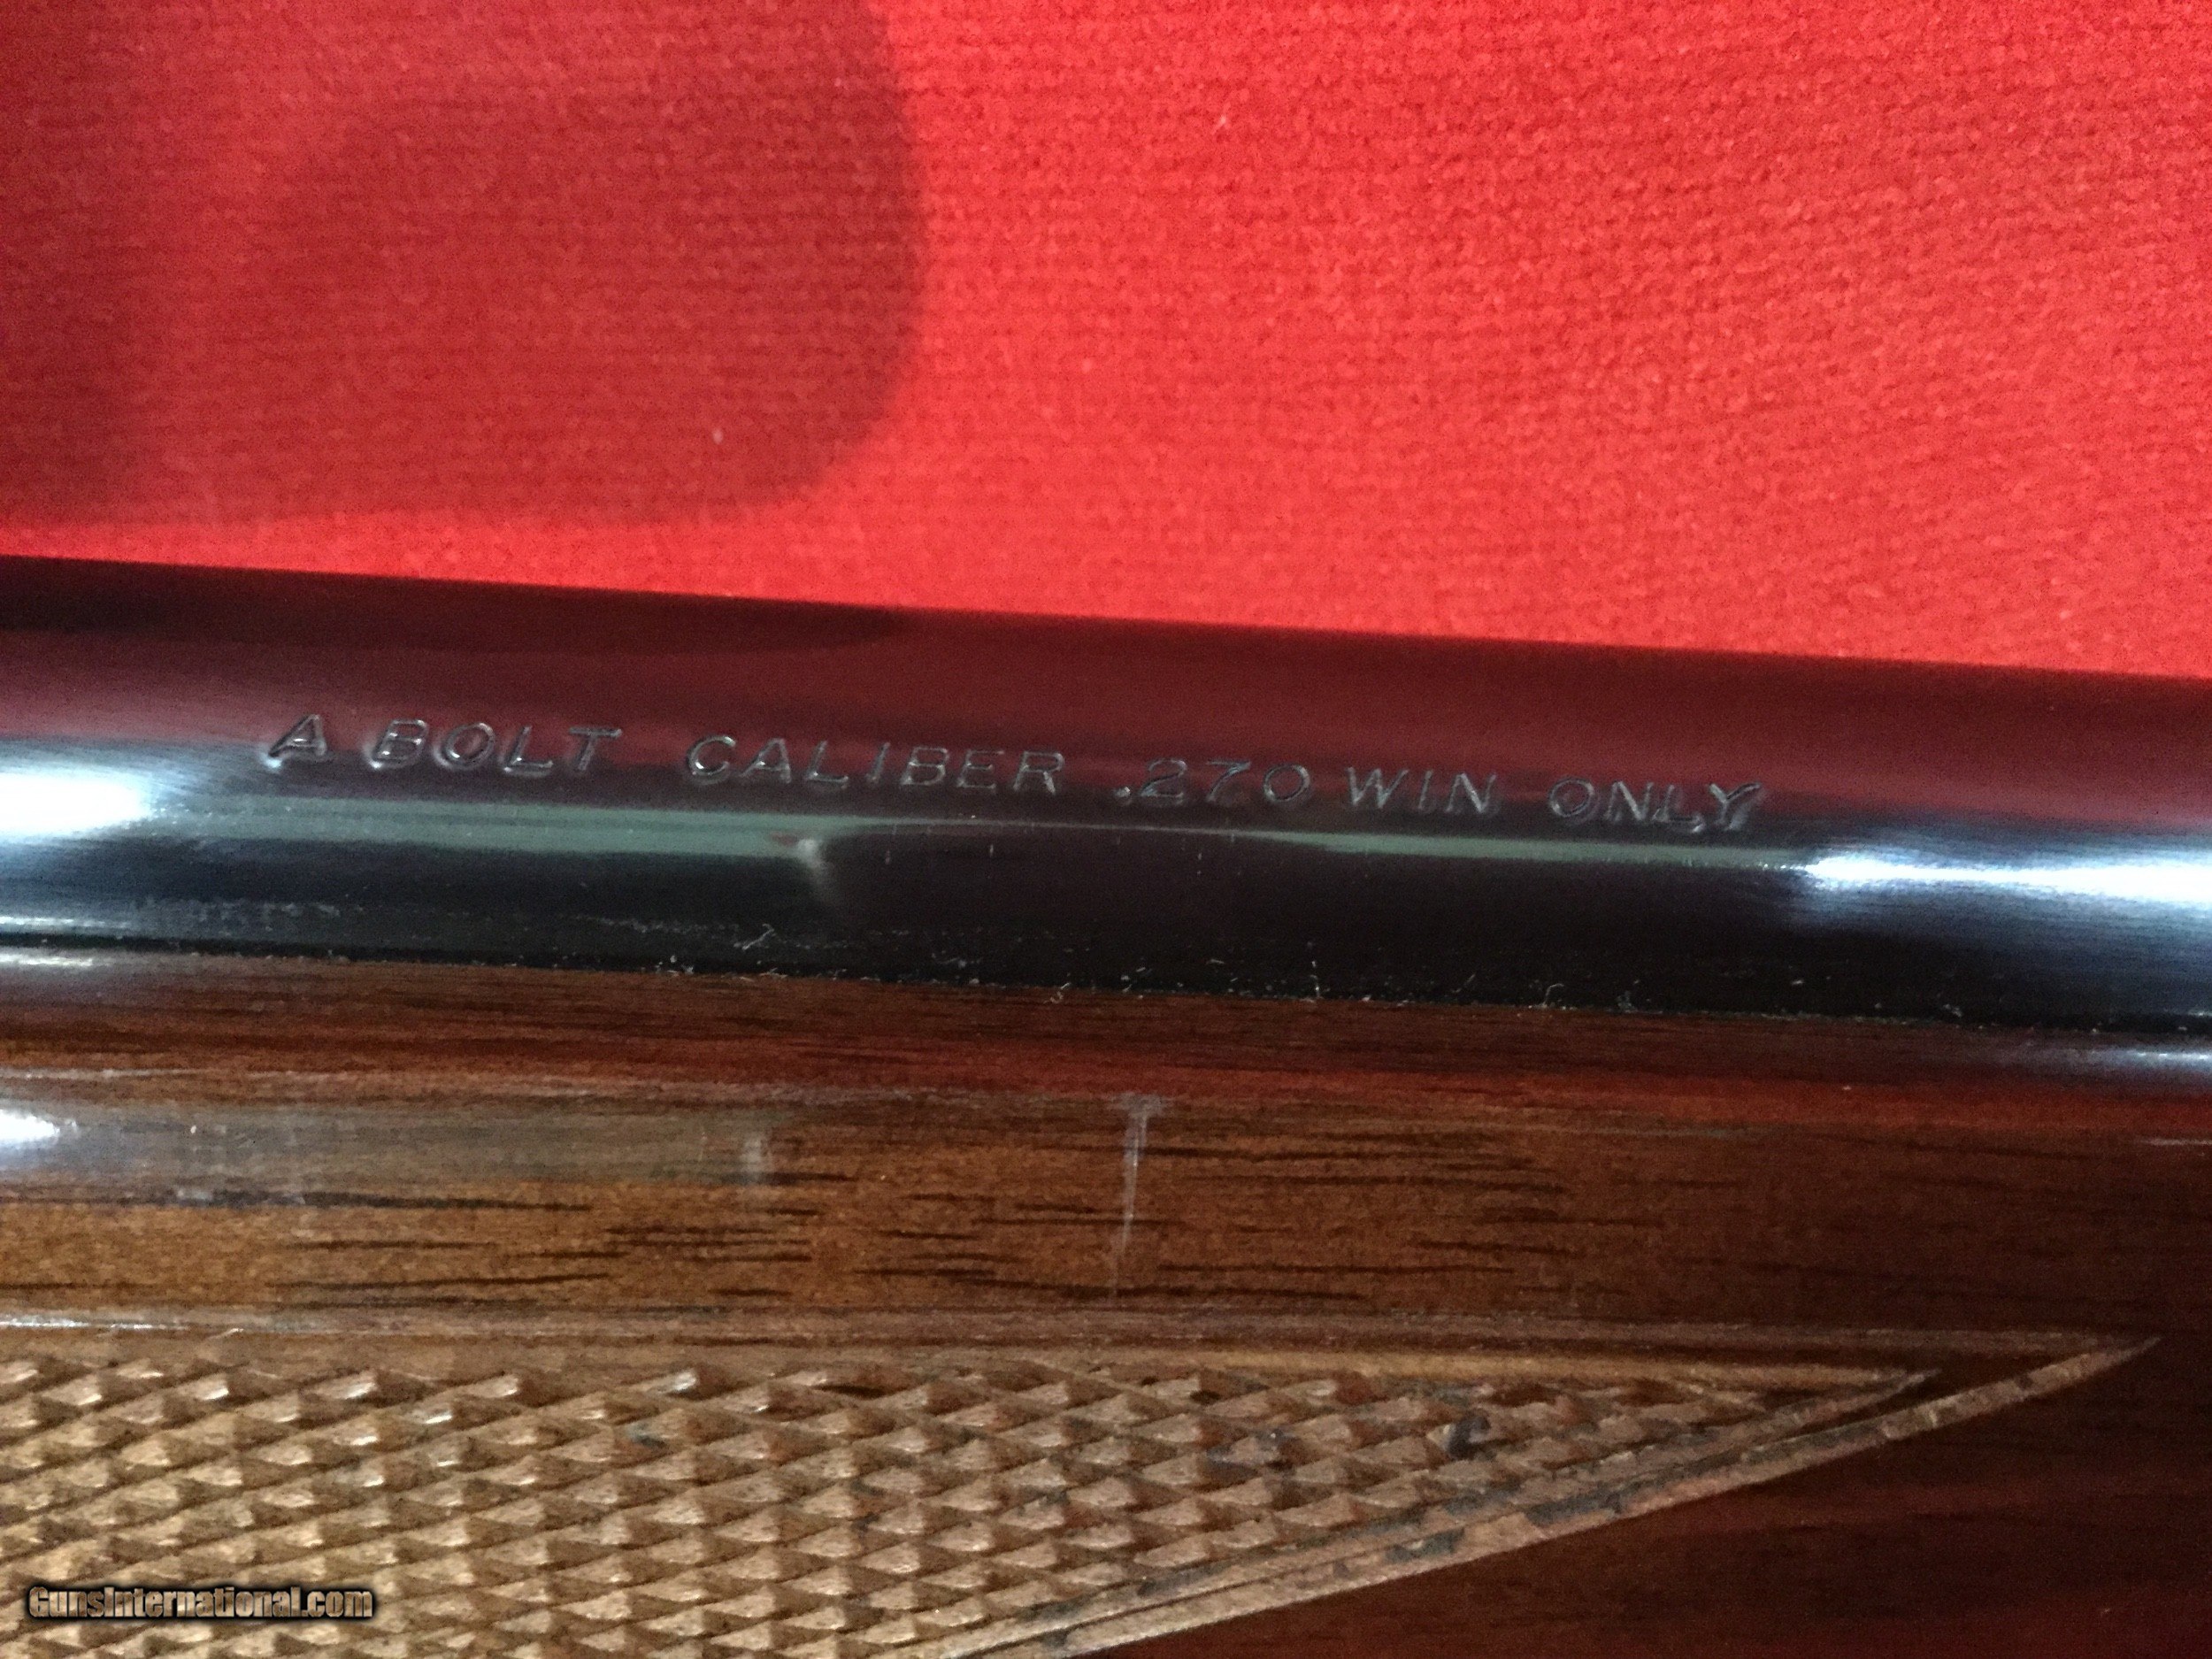 A BOLT CALIBER .270 WIN ONLY
GunsInternational.com